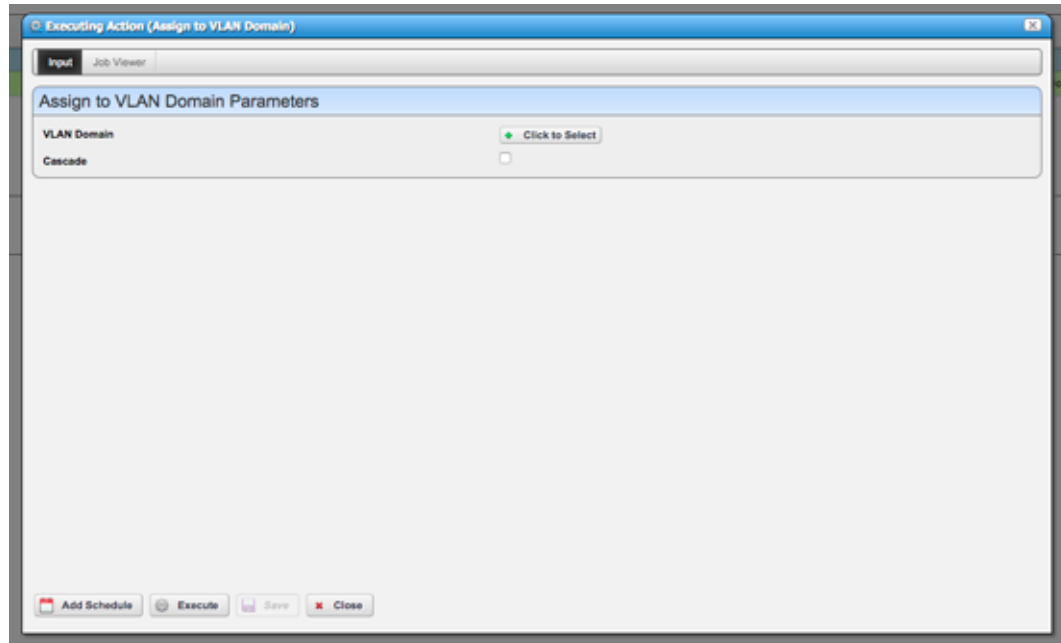 Executing Action (Assign to VLAN Domain)
Input Job Viewer
Assign to VLAN Domain Parameters
VLAN Domain Click to Select
Cascade
Add Schedule Execute Save Close